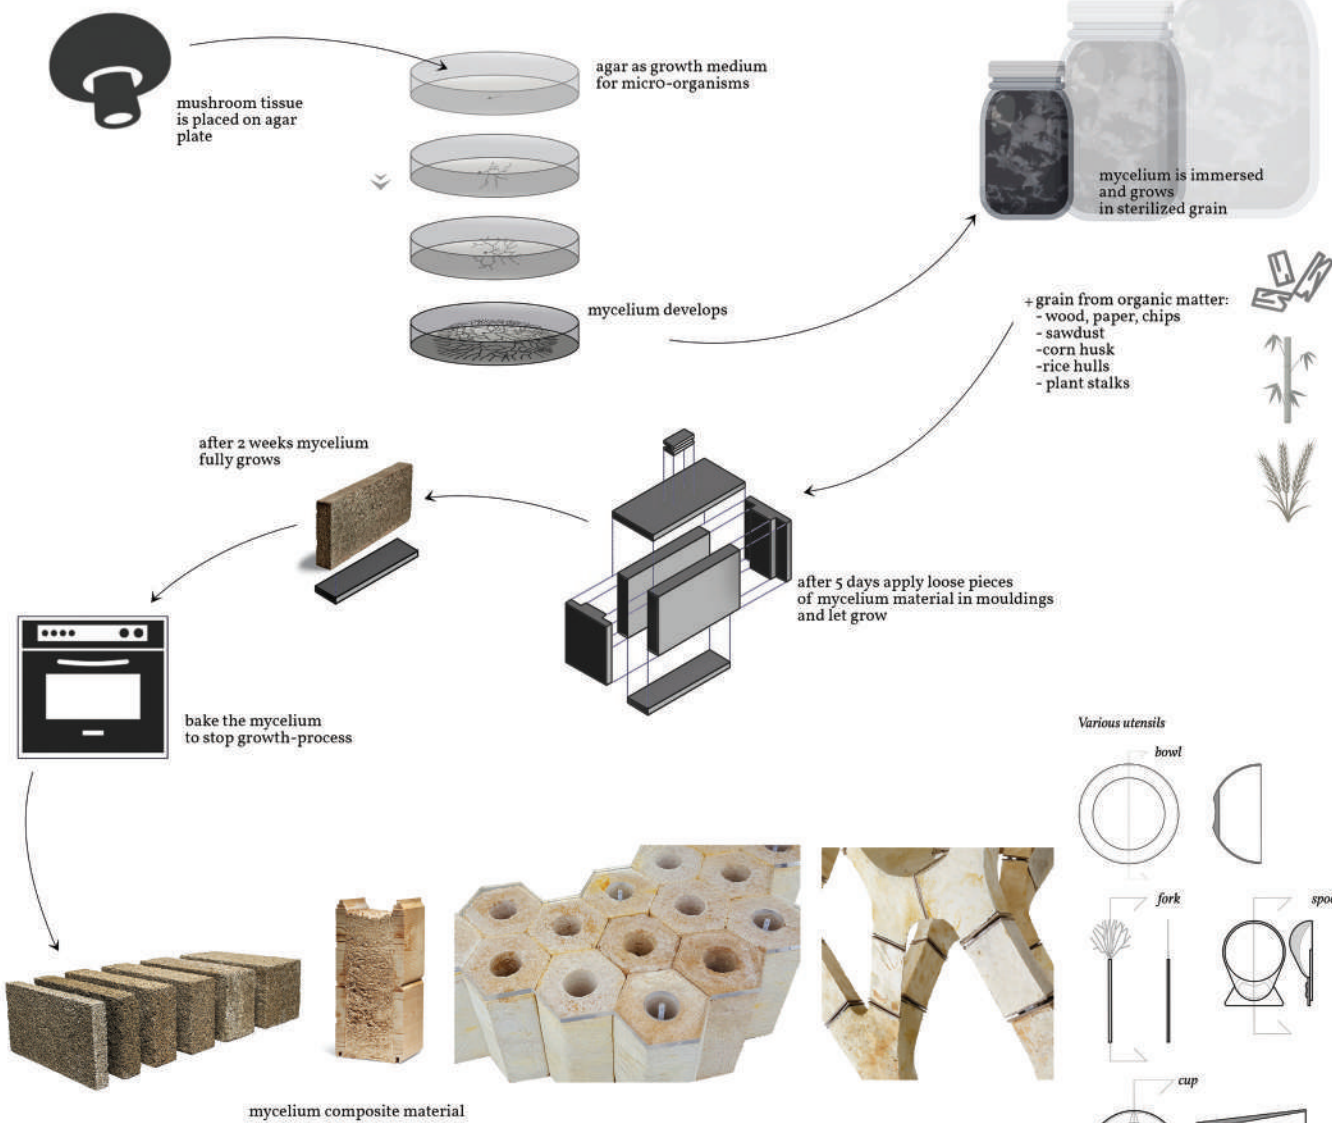 mushroom tissue
is placed on agar
plate
agar as growth medium
for micro-organisms
mycelium develops
mycelium is immersed
and grows
in sterilized grain
+ grain from organic matter:
- wood, paper, chips
- sawdust
-corn husk
-rice hulls
- plant stalks
after 5 days apply loose pieces
of mycelium material in mouldings
and let grow
after 2 weeks mycelium
fully grows
bake the mycelium
to stop growth-process
mycelium composite material
Various utensils
bowl
fork
spoo
cup